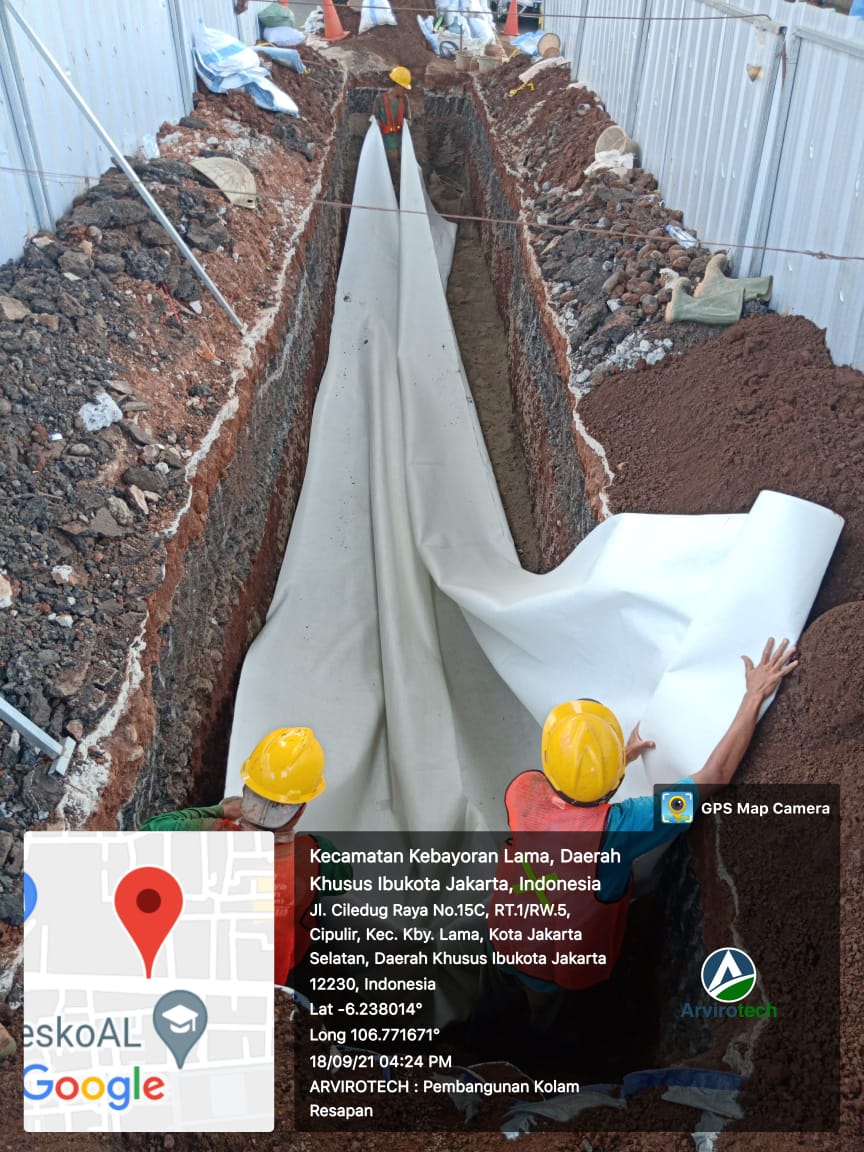 GPS Map Camera
Kecamatan Kebayoran Lama, Daerah
Khusus Ibukota Jakarta, Indonesia
Jl. Ciledug Raya No.15C, RT.1/RW.5,
Cipulir, Kec. Kby. Lama, Kota Jakarta
Selatan, Daerah Khusus Ibukota Jakarta
12230, Indonesia
Lat -6.238014°
Long 106.771671°
18/09/21 04:24 PM
ARVIROTECH : Pembangunan Kolam
Resapan
Arvirotech
eskoAL
Google